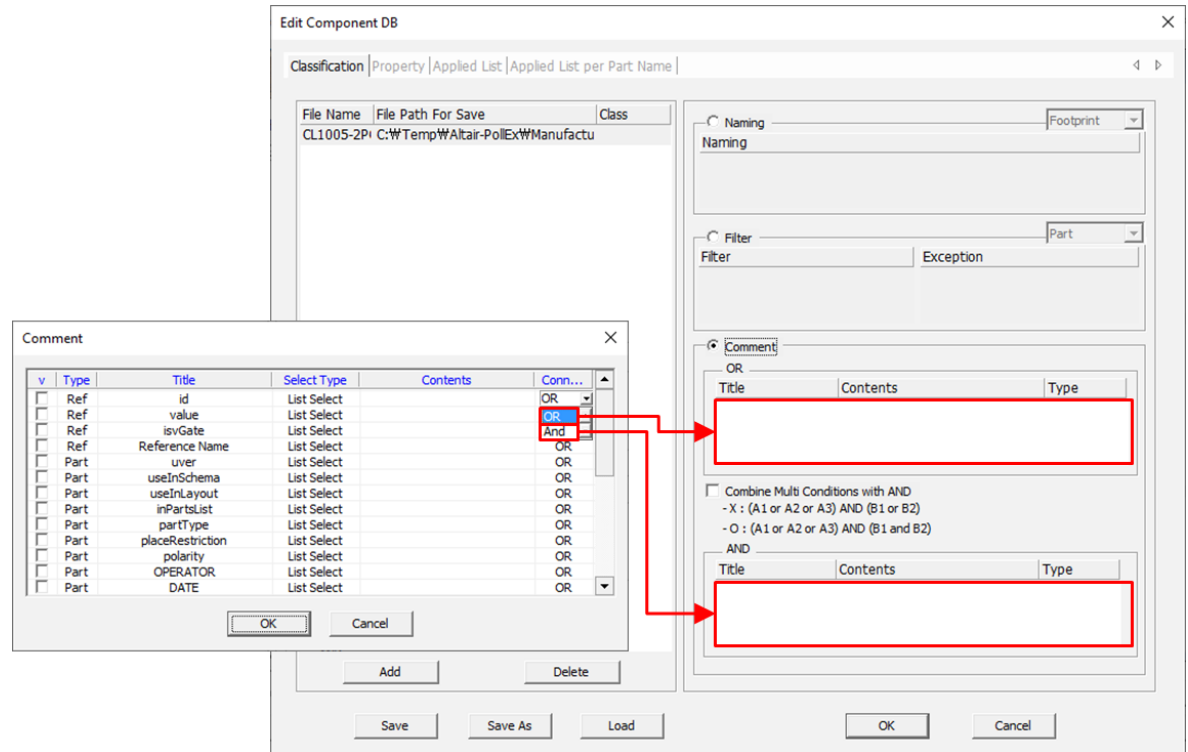 Edit Component DB
Classification Property Applied List Applied List per Part Name
File Name File Path For Save Class
CL1005-2P C:₩Temp₩Altair-PollEx₩Manufactu
Naming Footprint
Naming
Filter Part
Filter Exception
Comment
OR
Title Contents Type
Combine Multi Conditions with AND
- X : (A1 or A2 or A3) AND (B1 or B2)
- O : (A1 or A2 or A3) AND (B1 and B2)
AND
Title Contents Type
Comment
v Type Title Select Type Contents Conn...
Ref id List Select OR
Ref value List Select OR
Ref isvGate List Select And
Ref Reference Name List Select OR
Part uver List Select OR
Part useInSchema List Select OR
Part useInLayout List Select OR
Part inPartsList List Select OR
Part partType List Select OR
Part placeRestriction List Select OR
Part polarity List Select OR
Part OPERATOR List Select OR
Part DATE List Select OR
OK Cancel
Add Delete
Save Save As Load OK Cancel